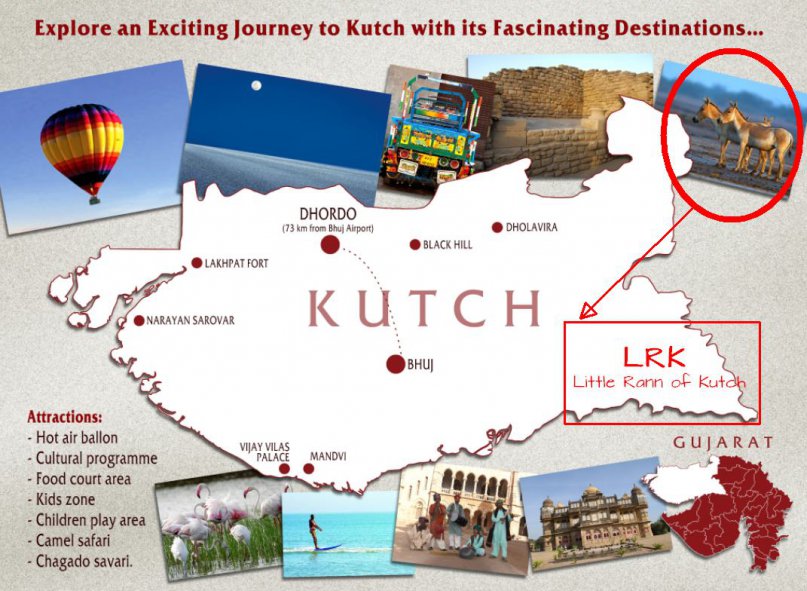 Explore an Exciting Journey to Kutch with its Fascinating Destinations...
DHORDO
(73 km from Bhuj Airport)
DHOLAVIRA
BLACK HILL
LAKHPAT FORT
KUTCH
NARAYAN SAROVAR
LRK
Little Rann of Kutch
BHUJ
Attractions:
- Hot air ballon
- Cultural programme
- Food court area
- Kids zone
- Children play area
- Camel safari
- Chagado savari.
VIJAY VILAS
PALACE
MANDVI
GUJARAT